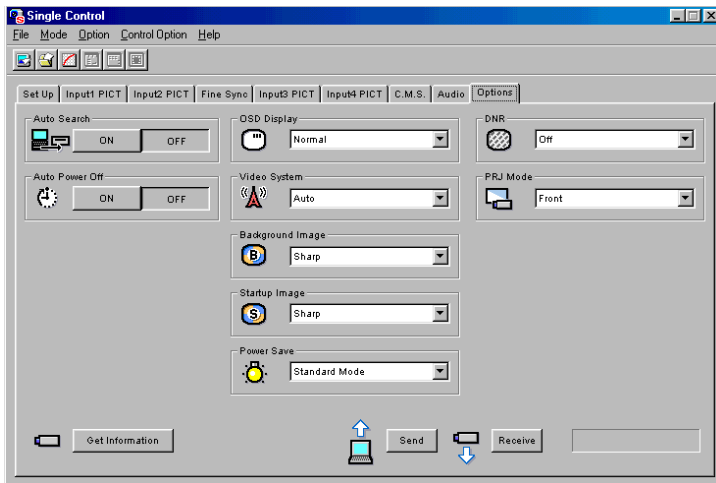 Single Control
File Mode Option Control Option Help
Set Up Input1 PICT Input2 PICT Fine Sync Input3 PICT Input4 PICT C.M.S. Audio Options
Auto Search
ON OFF
Auto Power Off
ON OFF
OSD Display
Normal
Video System
Auto
Background Image
B Sharp
Startup Image
S Sharp
Power Save
Standard Mode
DNR
Off
PRJ Mode
Front
Get Information Send Receive